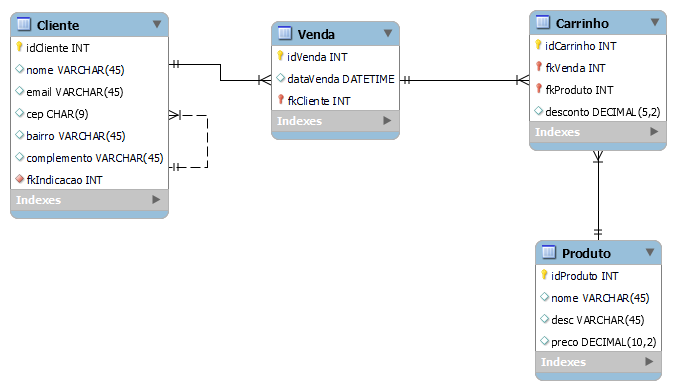 Cliente
idCliente INT
nome VARCHAR(45)
email VARCHAR(45)
cep CHAR(9)
bairro VARCHAR(45)
complemento VARCHAR(45)
fkIndicacao INT
Indexes
Venda
idVenda INT
dataVenda DATETIME
fkCliente INT
Indexes
Carrinho
idCarrinho INT
fkVenda INT
fkProduto INT
desconto DECIMAL(5,2)
Indexes
Produto
idProduto INT
nome VARCHAR(45)
desc VARCHAR(45)
preco DECIMAL(10,2)
Indexes